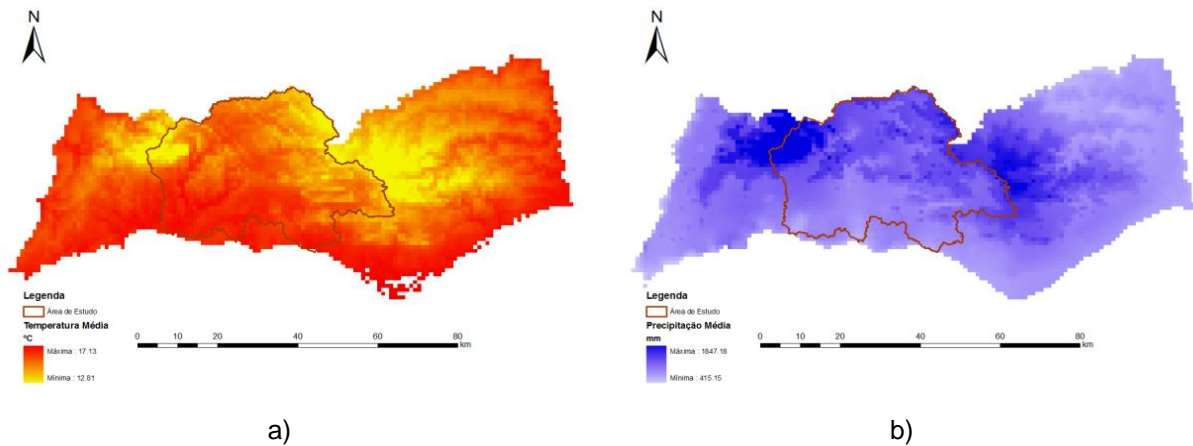 N
Legenda
Área de Estudo
Temperatura Média
ºC
Máxima : 17.13
Mínima : 12.81
0 10 20 40 60 80
km
a)
N
Legenda
Área de Estudo
Precipitação Média
mm
Máxima : 1647.18
Mínima : 415.15
0 10 20 40 60 80
km
b)